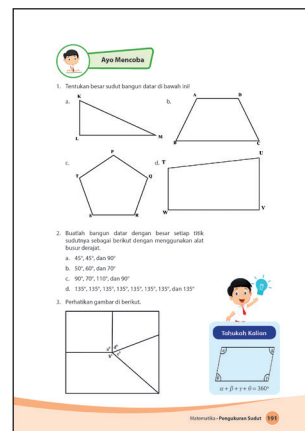 Ayo Mencoba
1. Tentukan besar sudut bangun datar di bawah ini!
a.
K
L
M
b.
A
D
B
C
c.
P
T
Q
S
R
d.
T
U
W
V
2. Buatlah bangun datar dengan besar setiap titik
sudutnya sebagai berikut dengan menggunakan alat
busur derajat.
a. 45°, 45°, dan 90°
b. 50°, 60°, dan 70°
c. 90°, 70°, 110°, dan 90°
d. 135°, 135°, 135°, 135°, 135°, 135°, 135°, dan 135°
3. Perhatikan gambar di berikut.
Tahukah Kalian
α + β + γ + θ = 360°
Matematika - Pengukuran Sudut 191